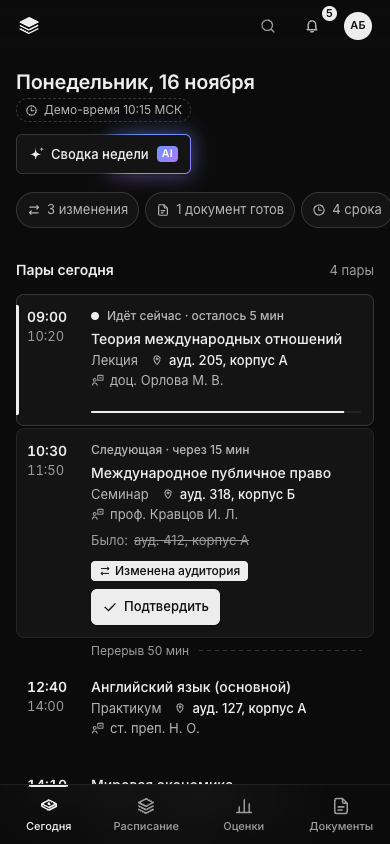 5
АБ
Понедельник, 16 ноября
Демо-время 10:15 МСК
Сводка недели AI
3 изменения
1 документ готов
4 срока
Пары сегодня 4 пары
09:00 Идёт сейчас · осталось 5 мин
10:20 Теория международных отношений
Лекция ауд. 205, корпус А
доц. Орлова М. В.
10:30 Следующая · через 15 мин
11:50 Международное публичное право
Семинар ауд. 318, корпус Б
проф. Кравцов И. Л.
Было: ауд. 412, корпус А
Изменена аудитория
Подтвердить
Перерыв 50 мин
12:40 Английский язык (основной)
14:00 Практикум ауд. 127, корпус А
ст. преп. Н. О.
14:10 Мировая экономика
Сегодня Расписание Оценки Документы